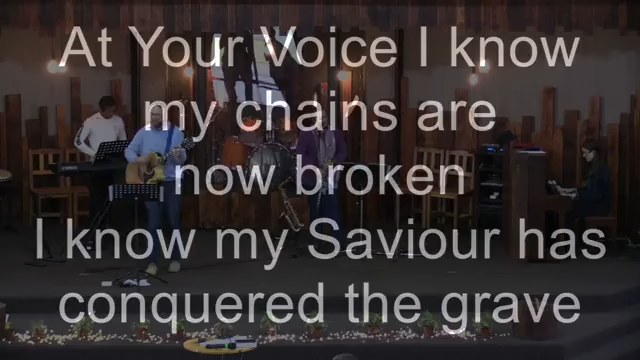 At Your Voice I know
my chains are
now broken
I know my Saviour has
conquered the grave